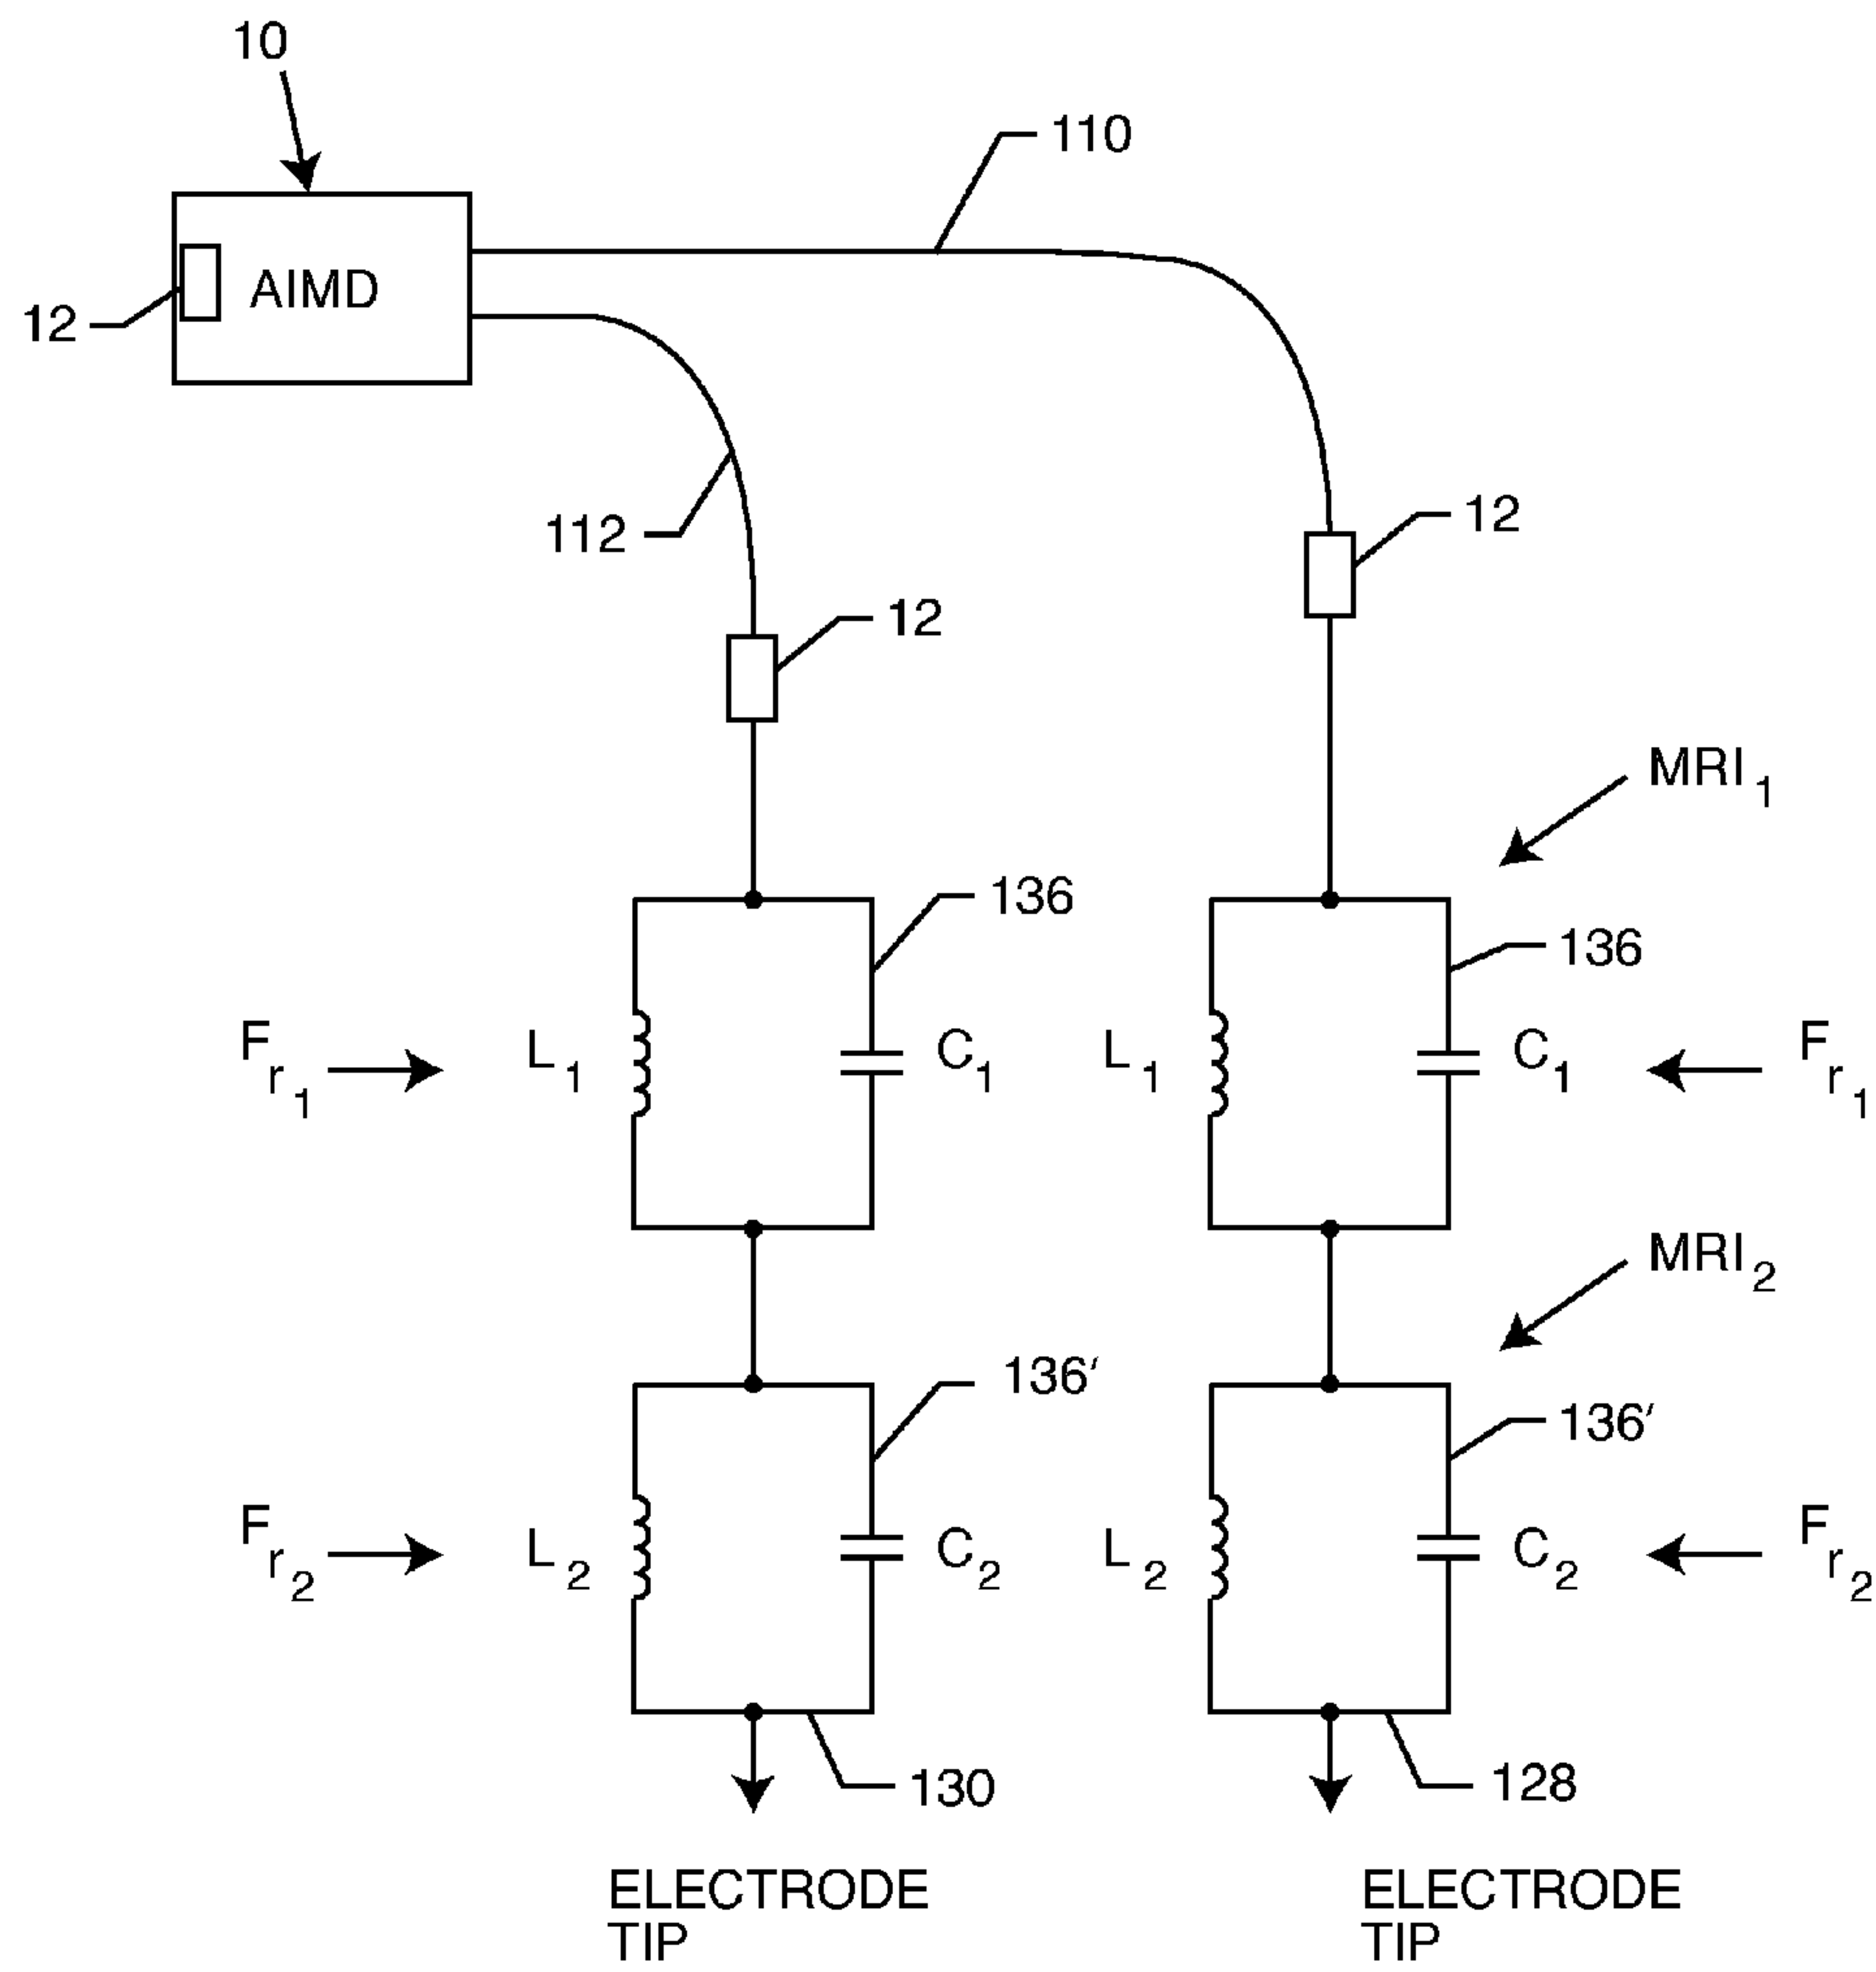 10
110
AIMD
12
112
12
12
MRI1
136
136
Fr1
L1
C1
L1
C1
Fr1
MRI2
136′
136′
Fr2
L2
C2
L2
C2
Fr2
130
128
ELECTRODE
TIP
ELECTRODE
TIP